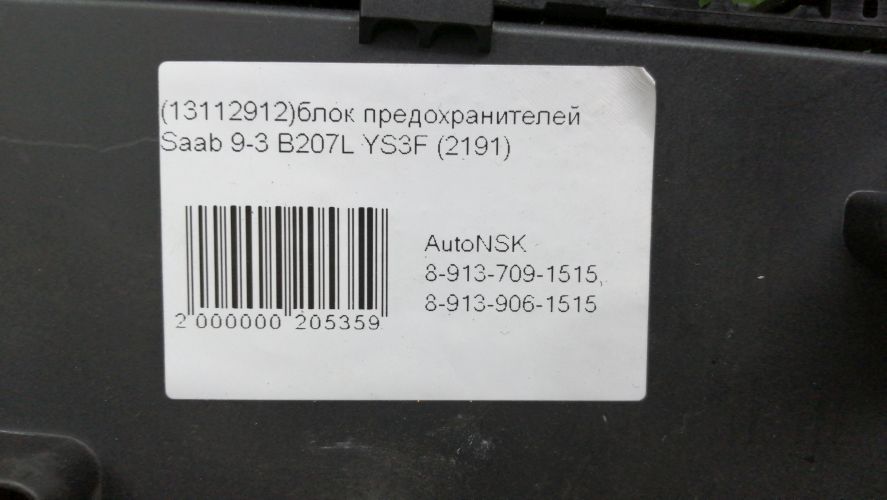 (13112912)блок предохранителей
Saab 9-3 B207L YS3F (2191)
AutoNSK
8-913-709-1515,
8-913-906-1515
2 000000 205359